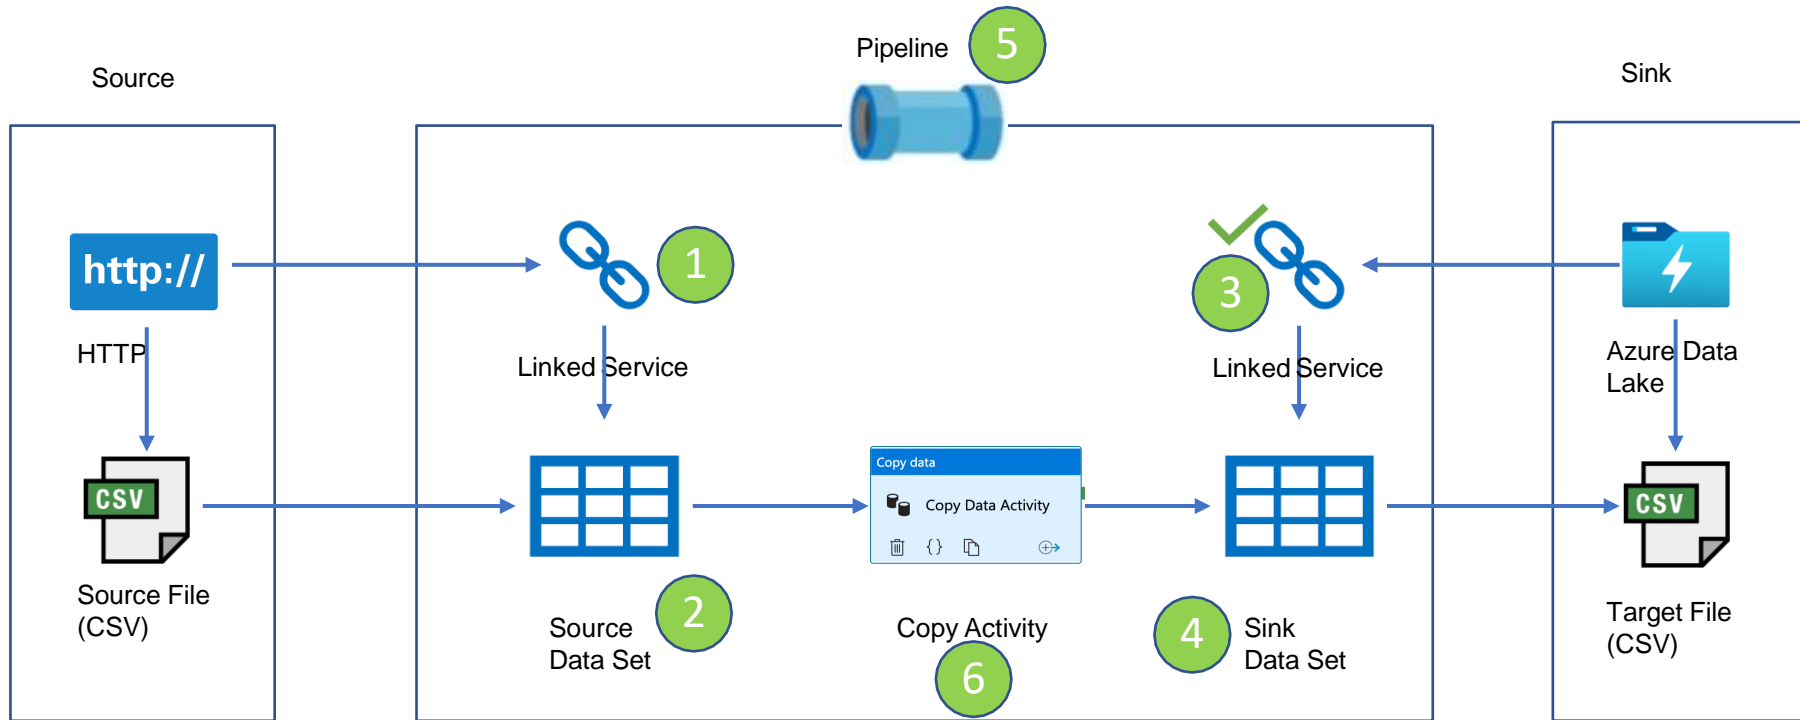 Pipeline
5
Source
Sink
http://
1
3
HTTP
Linked Service
Linked Service
Azure Data
Lake
Copy data
Copy Data Activity
CSV
CSV
Source File
(CSV)
Source
Data Set
2
Copy Activity
6
4
Sink
Data Set
Target File
(CSV)